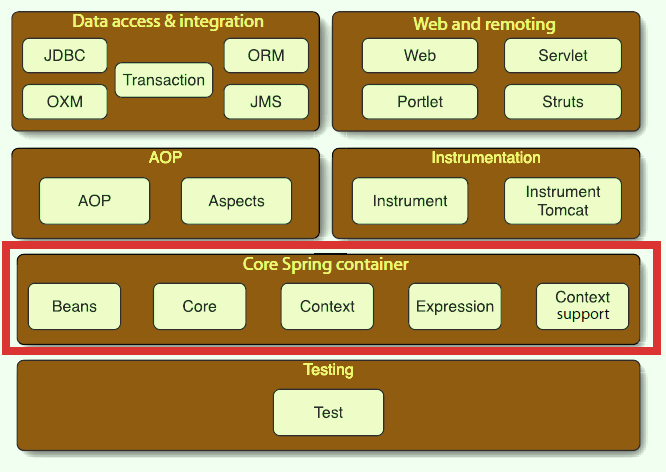 Data access & integration
JDBC
ORM
Transaction
OXM
JMS
Web and remoting
Web
Servlet
Portlet
Struts
AOP
AOP
Aspects
Instrumentation
Instrument
Instrument
Tomcat
Core Spring container
Beans
Core
Context
Expression
Context
support
Testing
Test